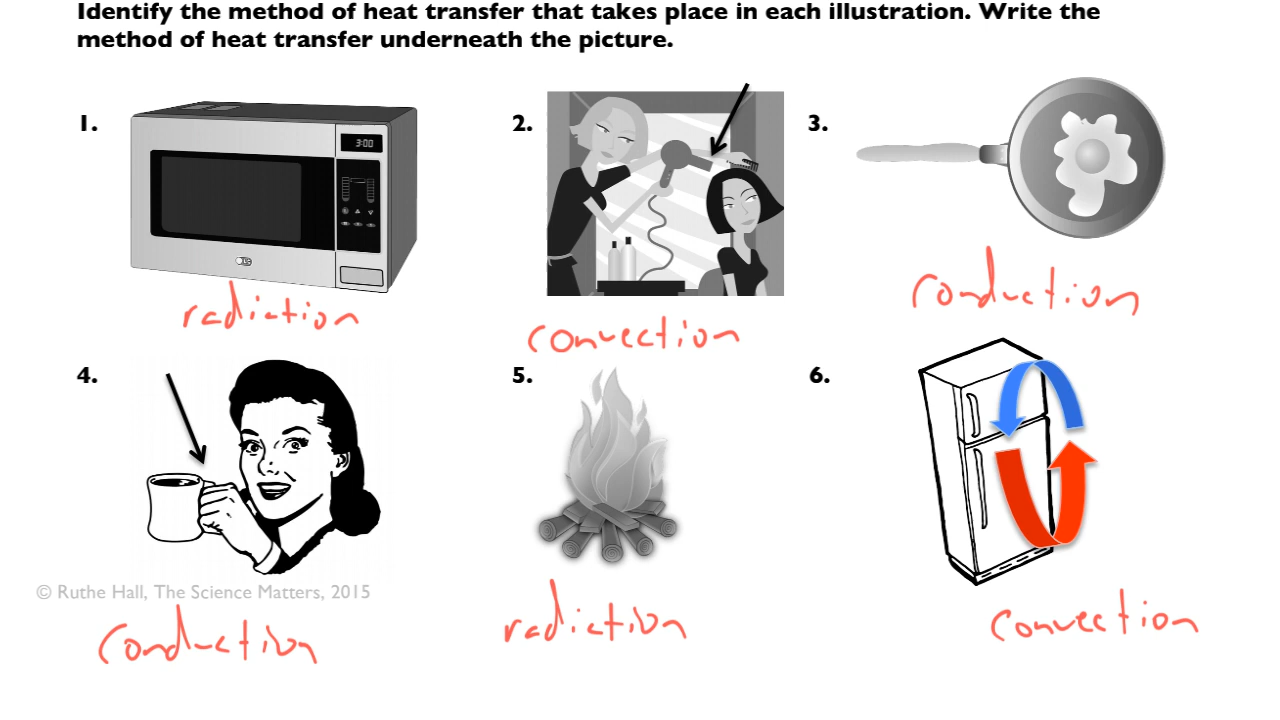 Identify the method of heat transfer that takes place in each illustration. Write the
method of heat transfer underneath the picture.
1.
2.
3.
3:00
radiation
convection
conduction
4.
5.
6.
© Ruthe Hall, The Science Matters, 2015
conduction
radiation
convection